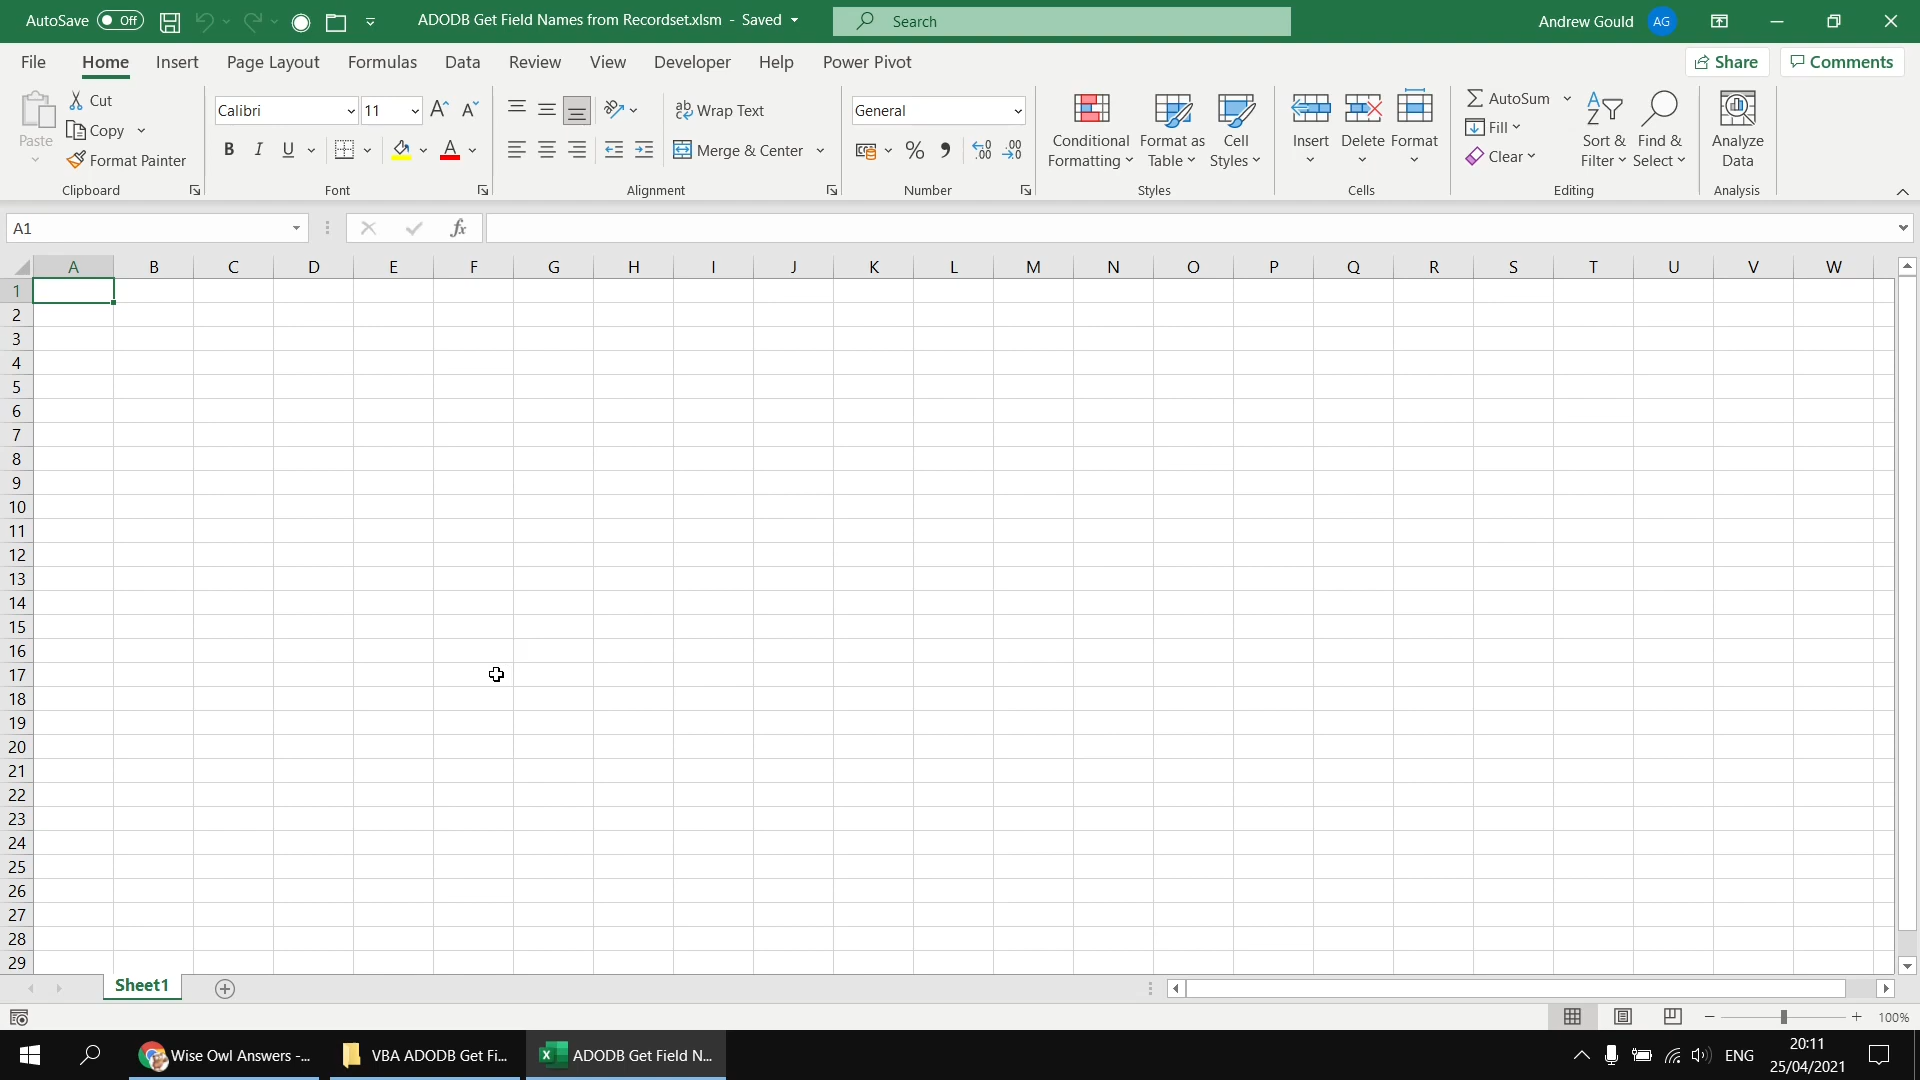 AutoSave Off ADODB Get Field Names from Recordset.xlsm - Saved Search Andrew Gould AG
File Home Insert Page Layout Formulas Data Review View Developer Help Power Pivot Share Comments
Paste
Cut
Copy
Format Painter
Clipboard
Calibri 11
B I U A
Font
Wrap Text
Merge & Center
Alignment
General
% , .00 .00
Number
Conditional Formatting
Format as Table
Cell Styles
Styles
Insert Delete Format
Cells
AutoSum
Fill
Clear
Sort & Filter
Find & Select
Editing
Analyze Data
Analysis
A1 fx
A B C D E F G H I J K L M N O P Q R S T U V W
1
2
3
4
5
6
7
8
9
10
11
12
13
14
15
16
17
18
19
20
21
22
23
24
25
26
27
28
29
Sheet1
100%
Wise Owl Answers -... VBA ADODB Get Fi... ADODB Get Field N... ENG 20:11
25/04/2021